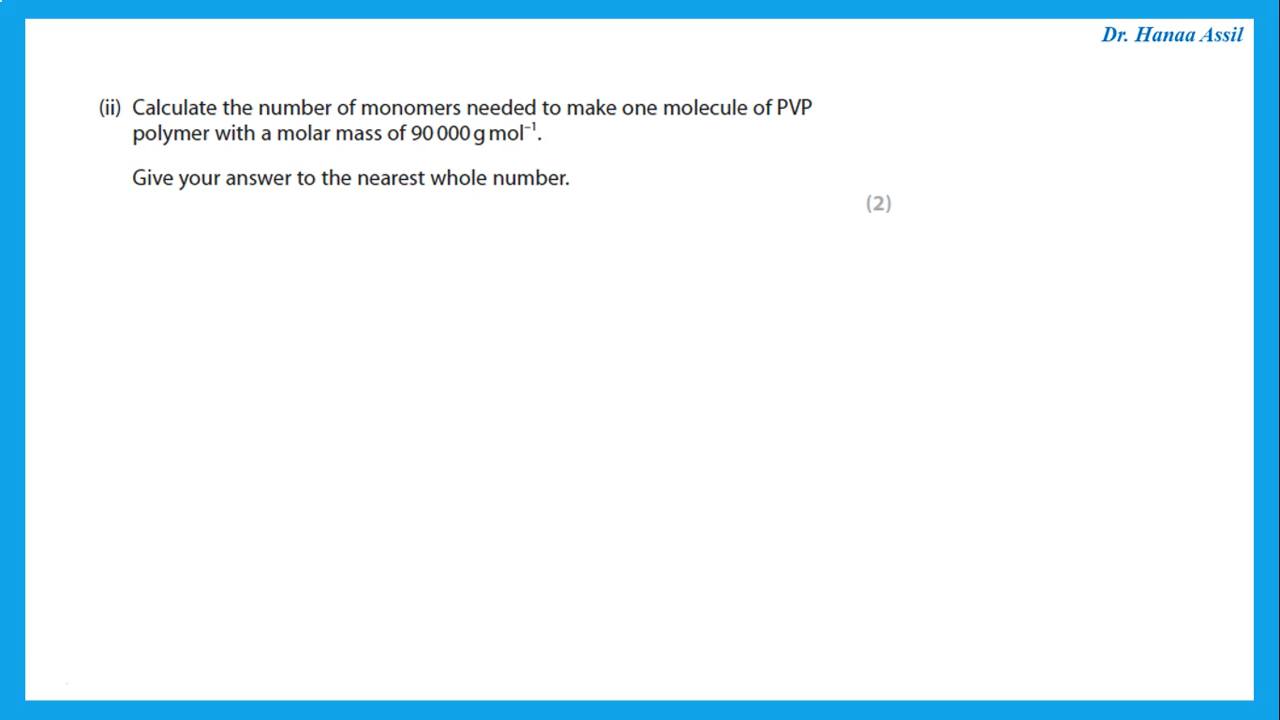 Dr. Hanaa Assil
(ii) Calculate the number of monomers needed to make one molecule of PVP
polymer with a molar mass of 90 000 g mol⁻¹.
Give your answer to the nearest whole number.
(2)